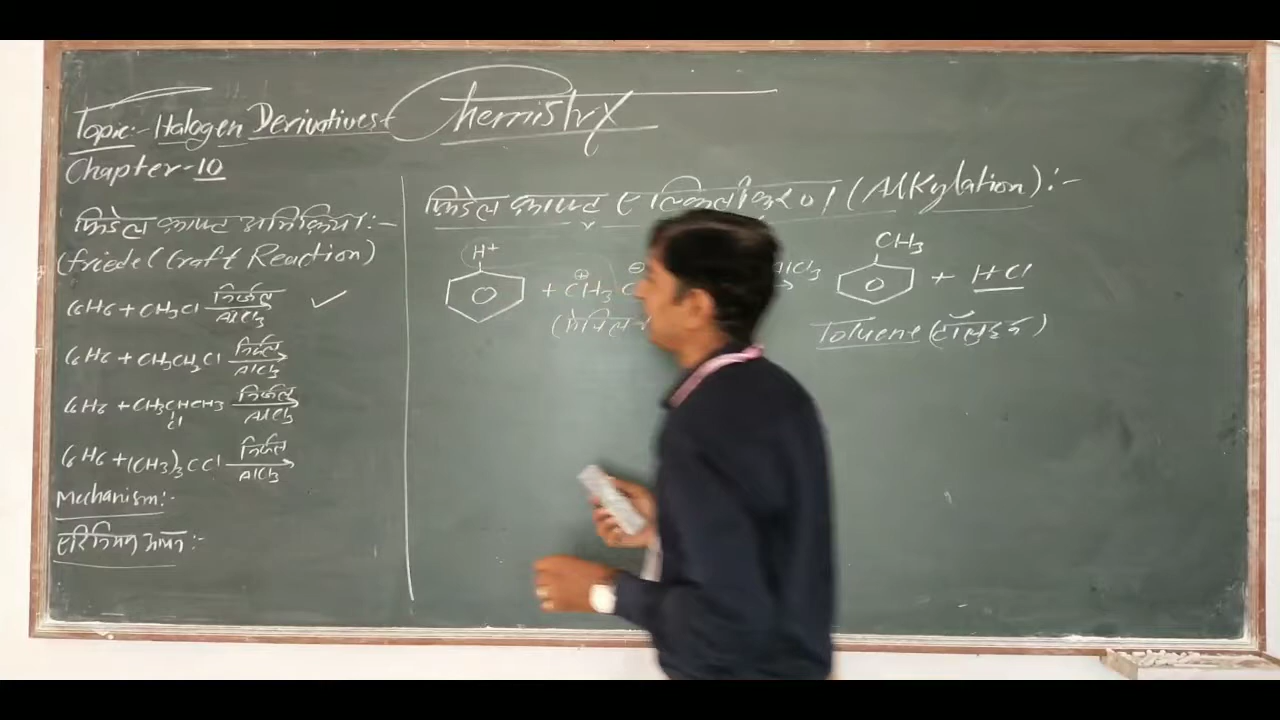 Chemistry
Topic:- Halogen Derivatives
Chapter-10
फ्रिडेल क्राफ्ट अभिक्रिया:-
(Friedel Craft Reaction)
C6H6 + CH3Cl निर्जल AlCl3 ✓
C6H6 + CH3CH2Cl निर्जल AlCl3
C6H6 + CH3CHCH3 निर्जल AlCl3
Cl
C6H6 + (CH3)3CCl निर्जल AlCl3
Mechanism:-
फ्रिडेल क्राफ्ट एल्किलीकरण (Alkylation):-
H+
+ CH3
⊕ ⊖
AlCl3
CH3
+ HCl
Toluene (टॉलुइन)